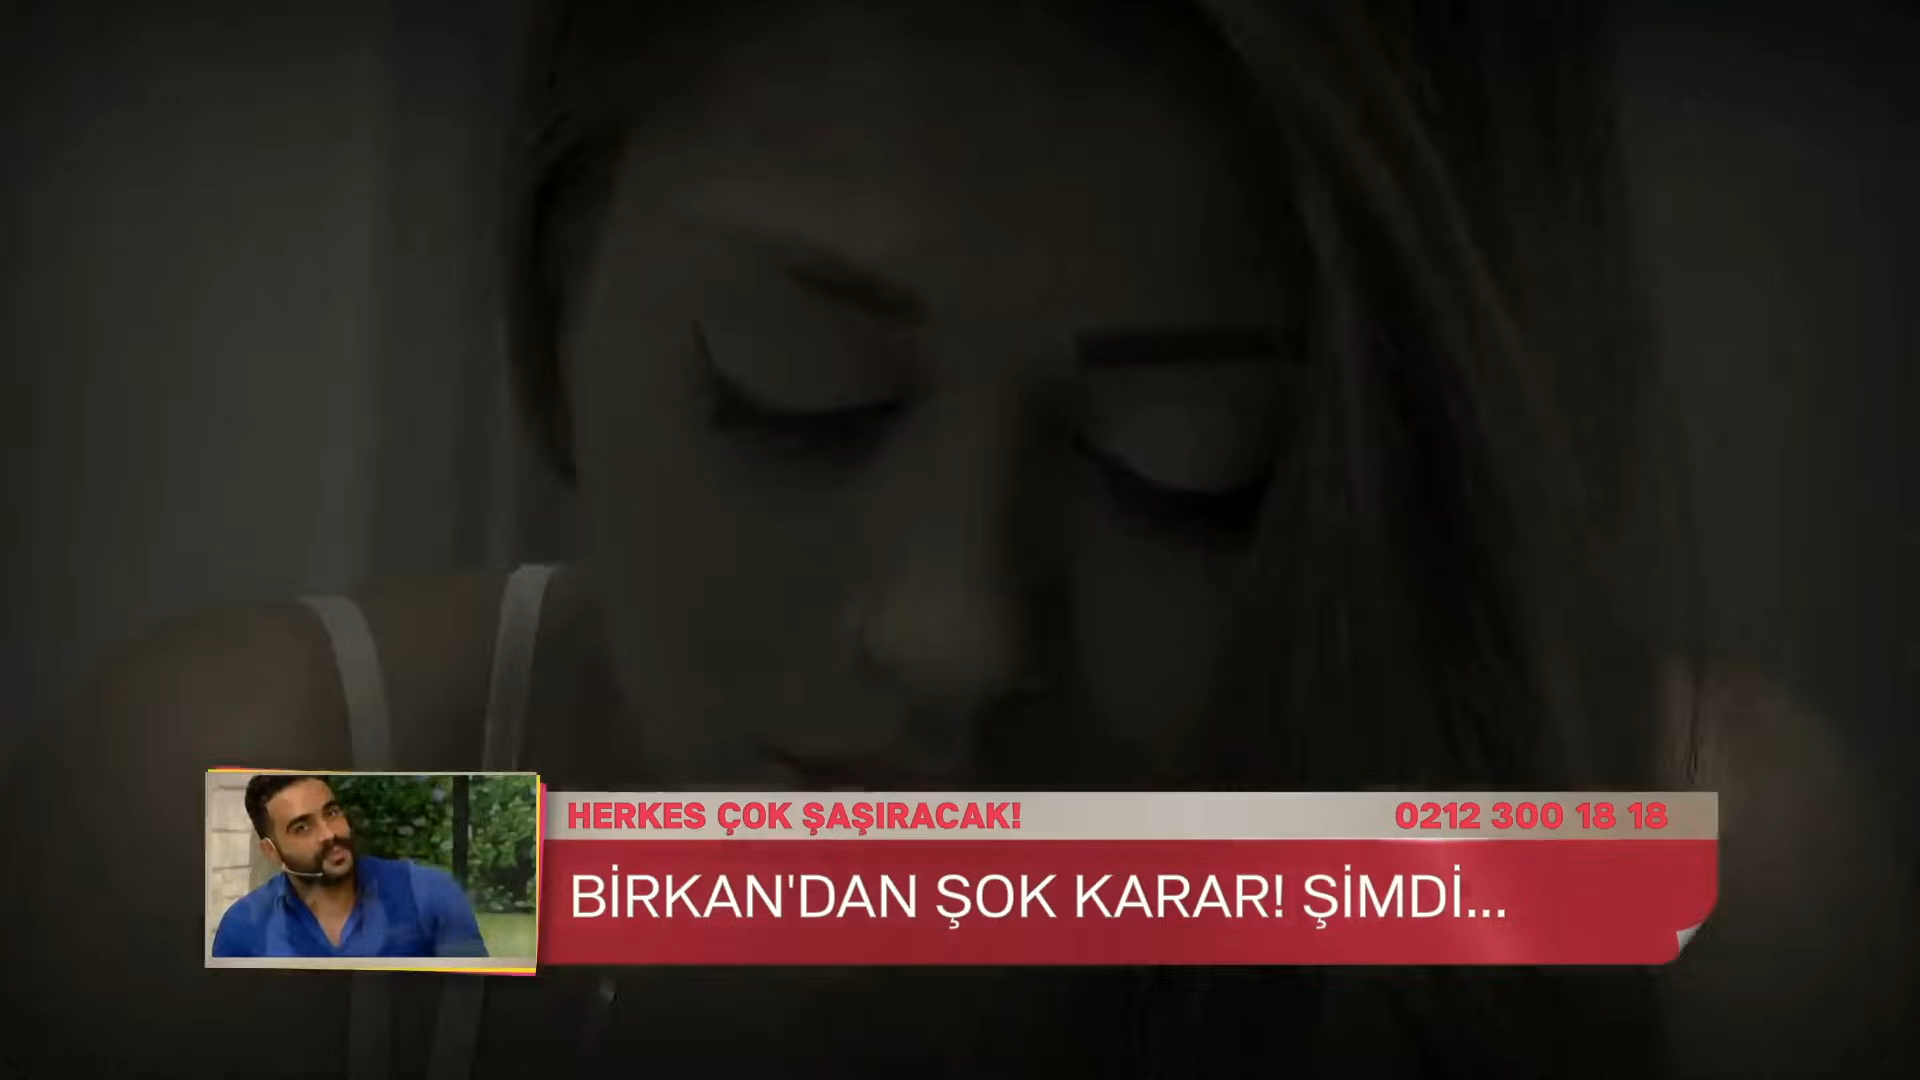 HERKES ÇOK ŞAŞIRACAK!
0212 300 18 18
BİRKAN'DAN ŞOK KARAR! ŞİMDİ...